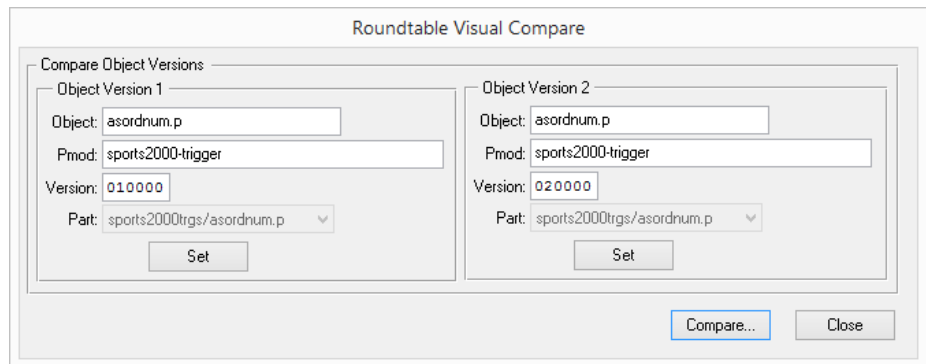 Roundtable Visual Compare
Compare Object Versions
Object Version 1
Object: asordnum.p
Pmod: sports2000-trigger
Version: 010000
Part: sports2000trgs/asordnum.p
Set
Object Version 2
Object: asordnum.p
Pmod: sports2000-trigger
Version: 020000
Part: sports2000trgs/asordnum.p
Set
Compare... Close